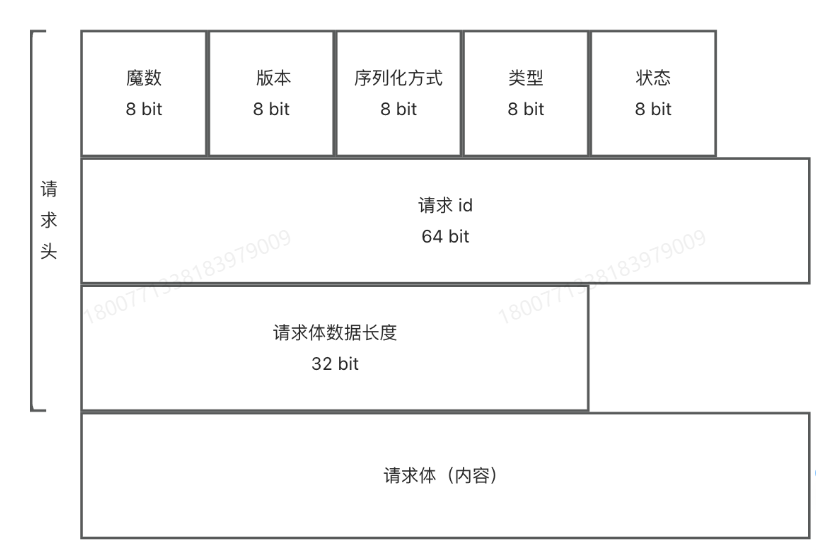 魔数
8 bit
版本
8 bit
序列化方式
8 bit
类型
8 bit
状态
8 bit
请
求
头
请求 id
64 bit
1800771338183979009
1800771338183979009
请求体数据长度
32 bit
请求体（内容）